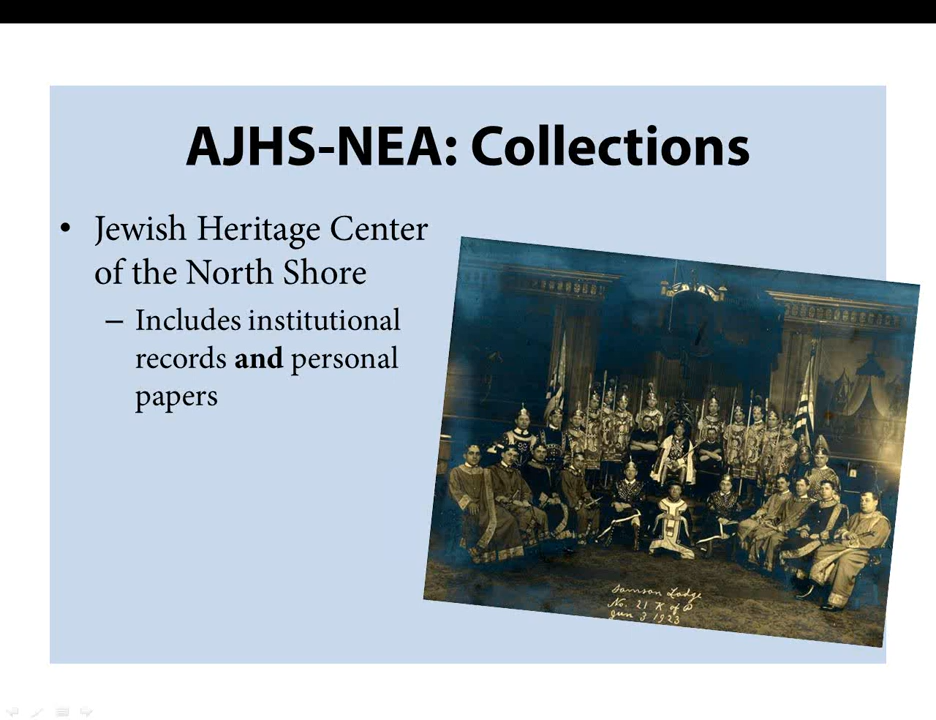 AJHS-NEA: Collections
• Jewish Heritage Center
of the North Shore
– Includes institutional
records and personal
papers
Samson Lodge
No. 21 K of P
Jun 3 1923